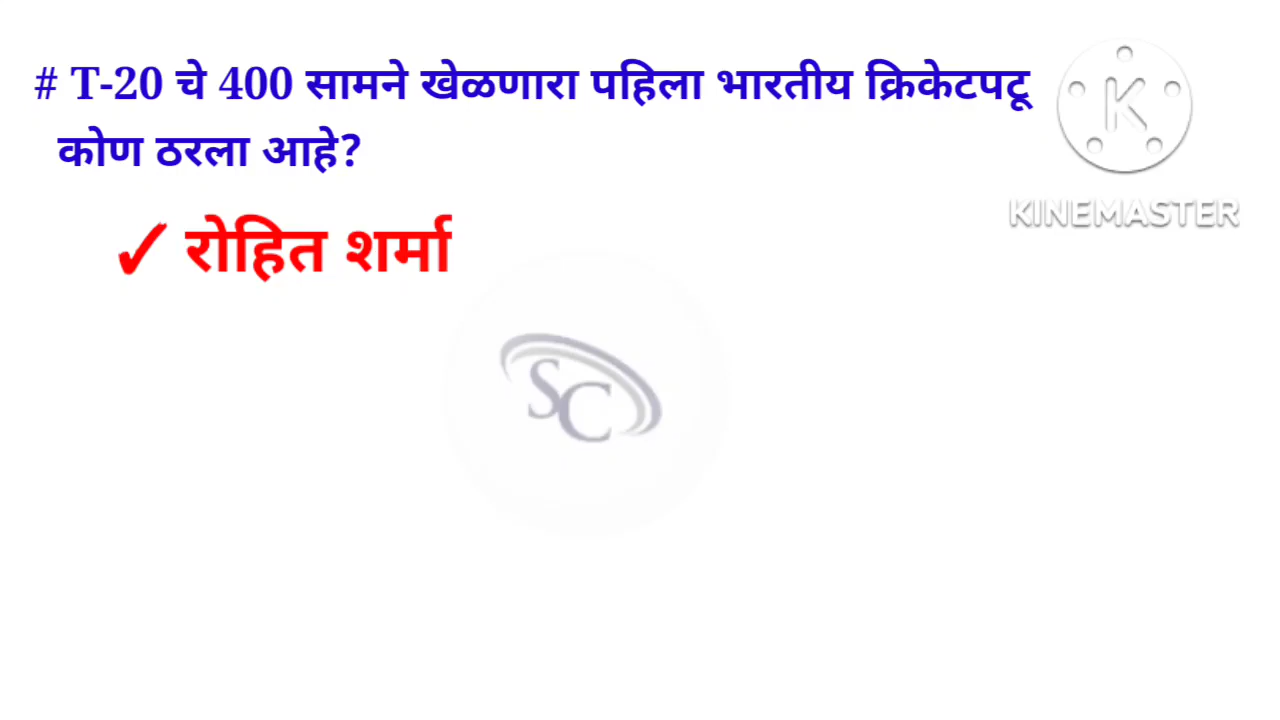 # T-20 चे 400 सामने खेळणारा पहिला भारतीय क्रिकेटपटू
कोण ठरला आहे?
✓ रोहित शर्मा
K
KINEMASTER
SC